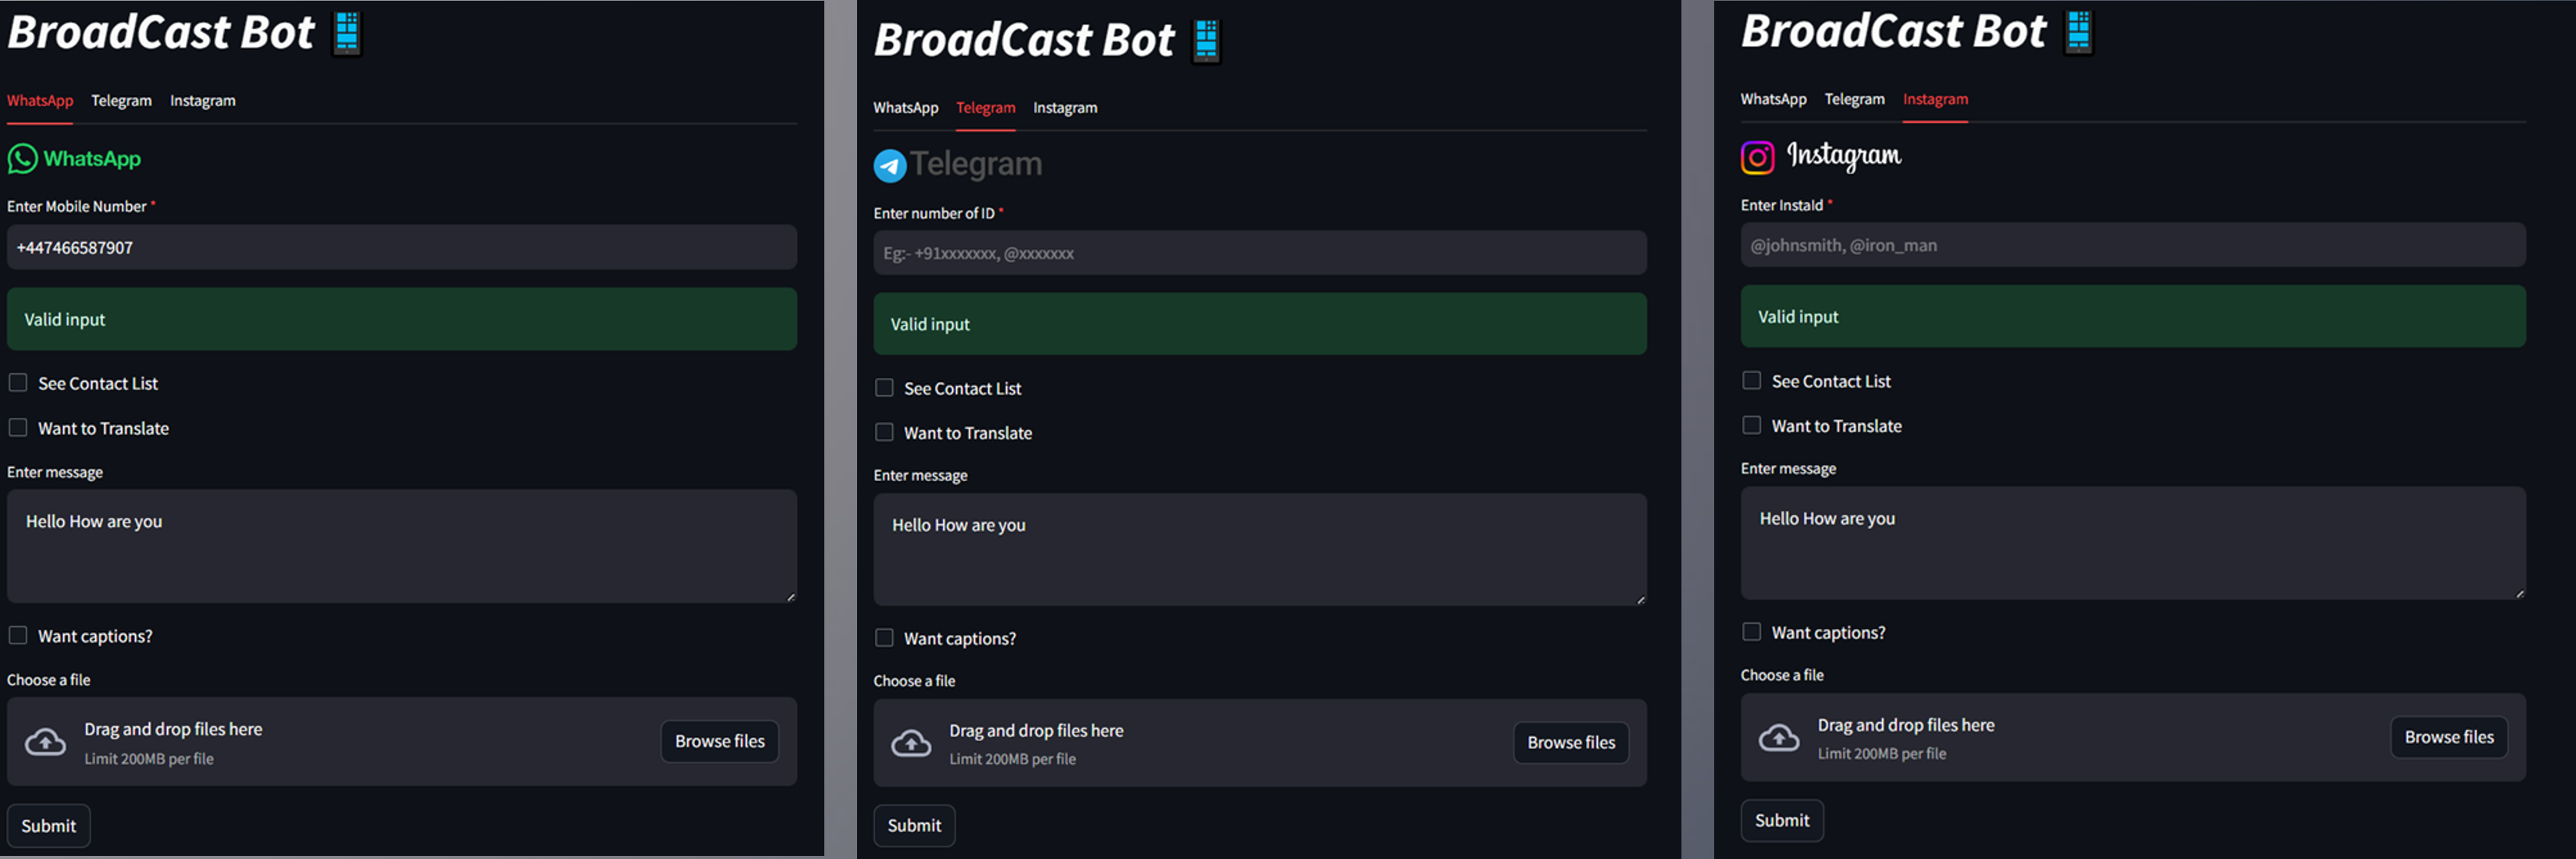 BroadCast Bot
WhatsApp Telegram Instagram
WhatsApp
Enter Mobile Number *
+447466587907
Valid input
See Contact List
Want to Translate
Enter message
Hello How are you
Want captions?
Choose a file
Drag and drop files here
Limit 200MB per file
Browse files
Submit
BroadCast Bot
WhatsApp Telegram Instagram
Telegram
Enter number of ID *
Eg:- +91xxxxxxx, @xxxxxxx
Valid input
See Contact List
Want to Translate
Enter message
Hello How are you
Want captions?
Choose a file
Drag and drop files here
Limit 200MB per file
Browse files
Submit
BroadCast Bot
WhatsApp Telegram Instagram
Instagram
Enter InstaId *
@johnsmith, @iron_man
Valid input
See Contact List
Want to Translate
Enter message
Hello How are you
Want captions?
Choose a file
Drag and drop files here
Limit 200MB per file
Browse files
Submit